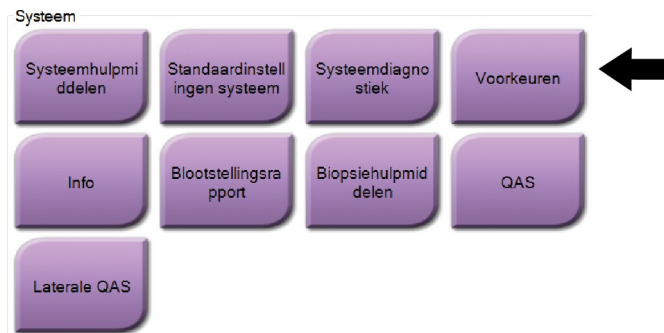 Systeem
Systeemhulpmi
ddelen
Standaardinstell
ingen systeem
Systeemdiagno
stiek
Voorkeuren
Info
Blootstellingsra
pport
Biopsiehulpmid
delen
QAS
Laterale QAS